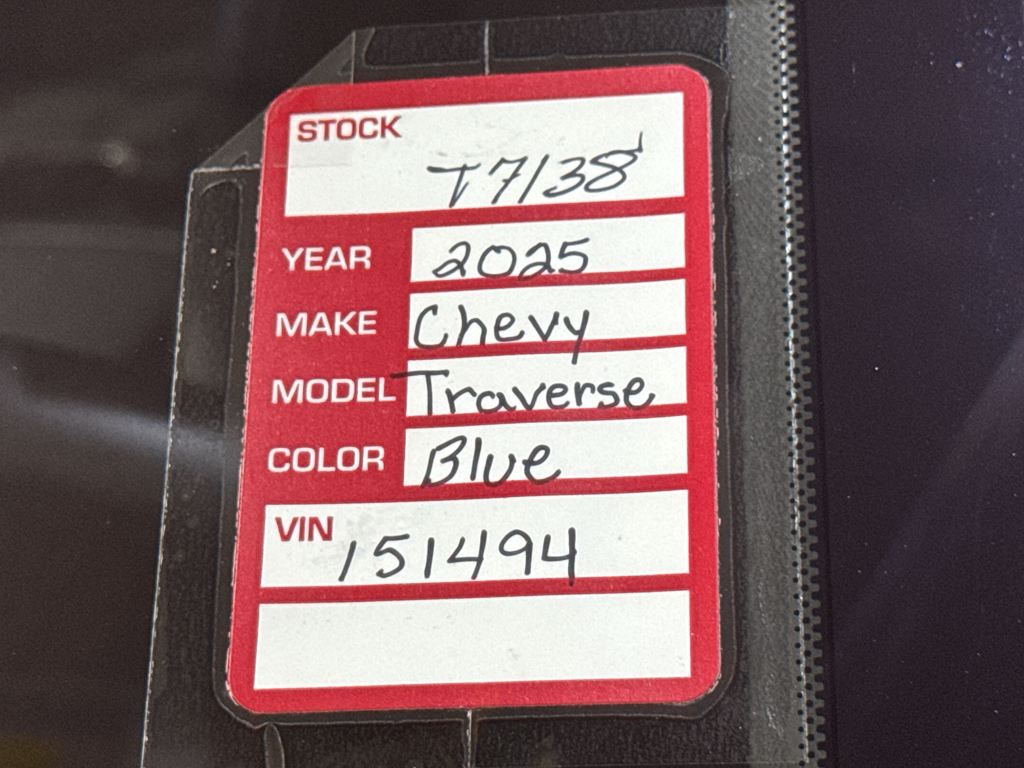 STOCK
T7138
YEAR 2025
MAKE Chevy
MODEL Traverse
COLOR Blue
VIN 151494